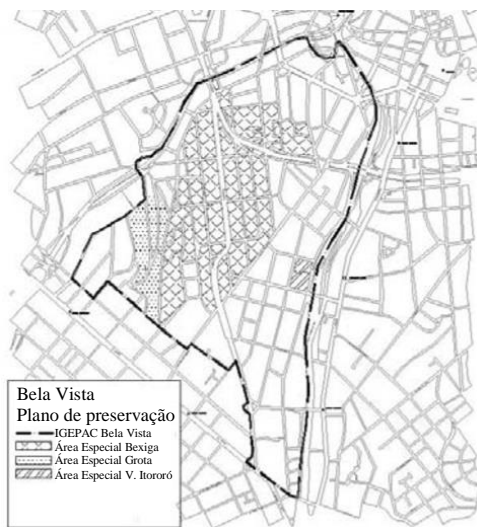 Bela Vista
Plano de preservação
IGEPAC Bela Vista
Área Especial Bexiga
Área Especial Grota
Área Especial V. Itororó